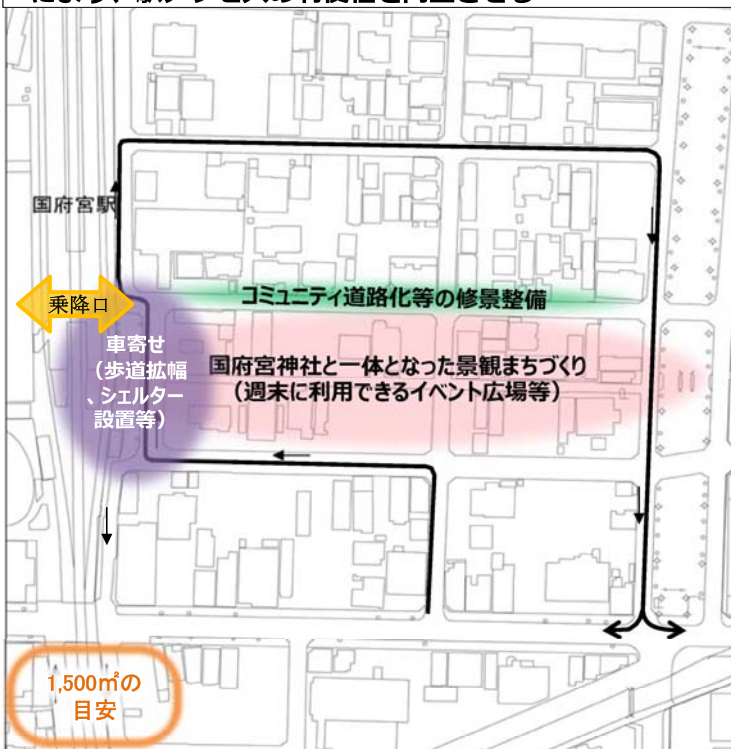 国府宮駅
コミュニティ道路化等の修景整備
乗降口
車寄せ
（歩道拡幅
、シェルター
設置等）
国府宮神社と一体となった景観まちづくり
（週末に利用できるイベント広場等）
1,500㎡の
目安